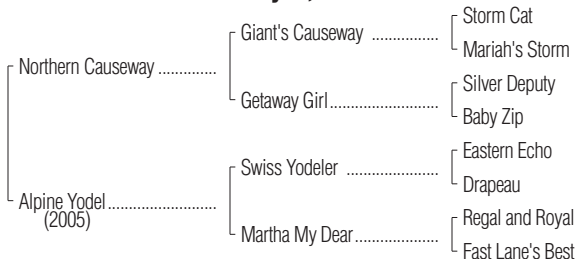 Storm Cat
Giant's Causeway ................
Mariah's Storm
Northern Causeway ..............
Silver Deputy
Getaway Girl..........................
Baby Zip
Eastern Echo
Swiss Yodeler ......................
Drapeau
Alpine Yodel..........................
(2005)
Regal and Royal
Martha My Dear....................
Fast Lane's Best